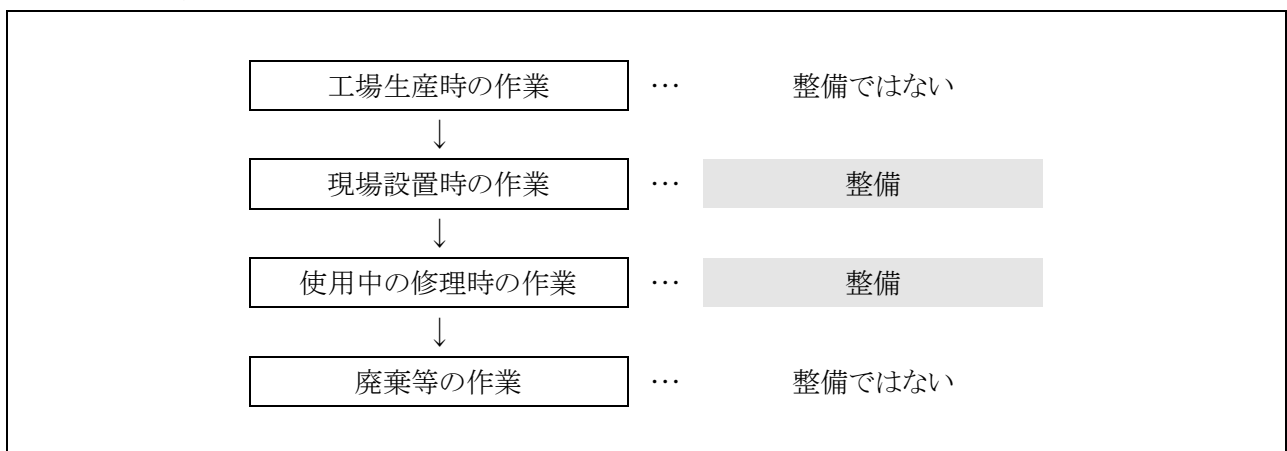 工場生産時の作業 … 整備ではない
↓
現場設置時の作業 … 整備
↓
使用中の修理時の作業 … 整備
↓
廃棄等の作業 … 整備ではない